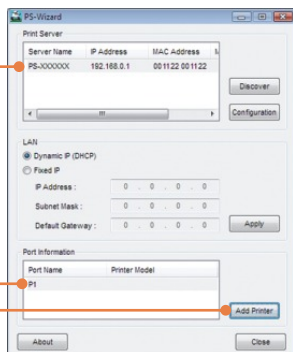 PS-Wizard
Print Server
Server Name IP Address MAC Address
PS-XXXXXX 192.168.0.1 001122 001122
Discover
Configuration
LAN
Dynamic IP (DHCP)
Fixed IP
IP Address : 0 . 0 . 0 . 0
Subnet Mask : 0 . 0 . 0 . 0
Default Gateway : 0 . 0 . 0 . 0
Apply
Port Information
Port Name Printer Model
P1
Add Printer
About Close